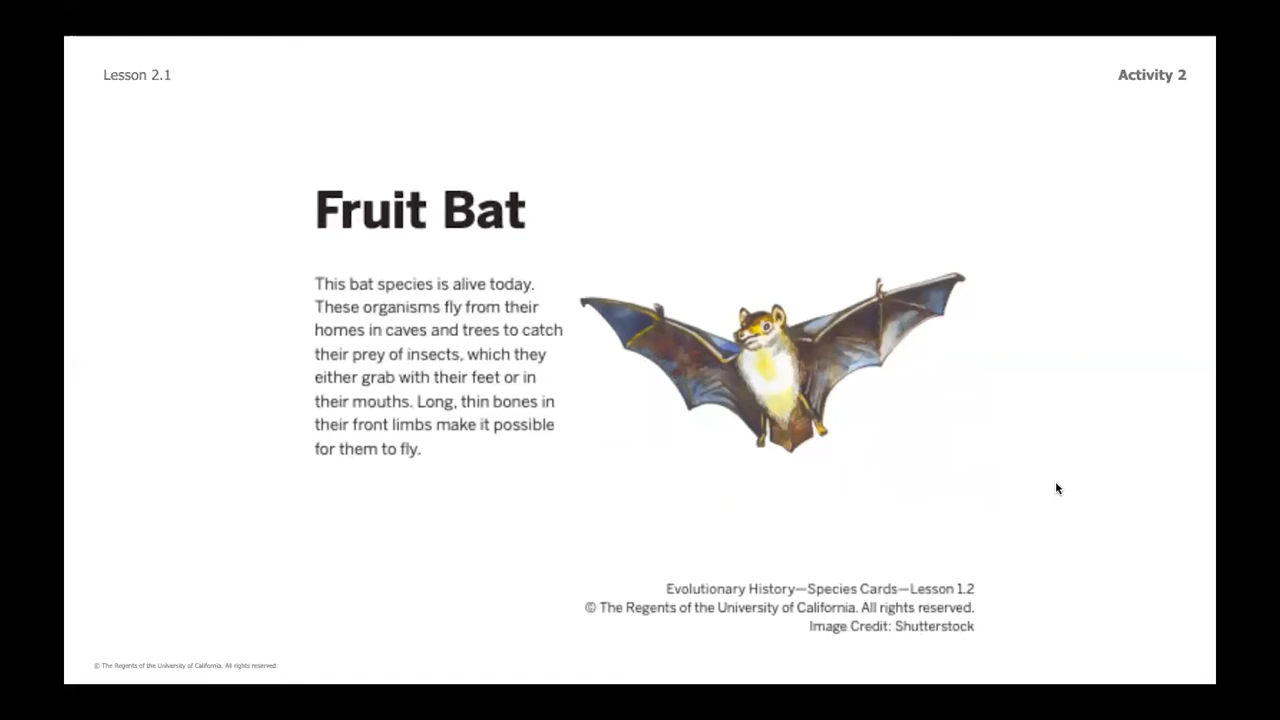 Lesson 2.1
Activity 2
Fruit Bat
This bat species is alive today.
These organisms fly from their
homes in caves and trees to catch
their prey of insects, which they
either grab with their feet or in
their mouths. Long, thin bones in
their front limbs make it possible
for them to fly.
Evolutionary History—Species Cards—Lesson 1.2
© The Regents of the University of California. All rights reserved.
Image Credit: Shutterstock
© The Regents of the University of California. All rights reserved.